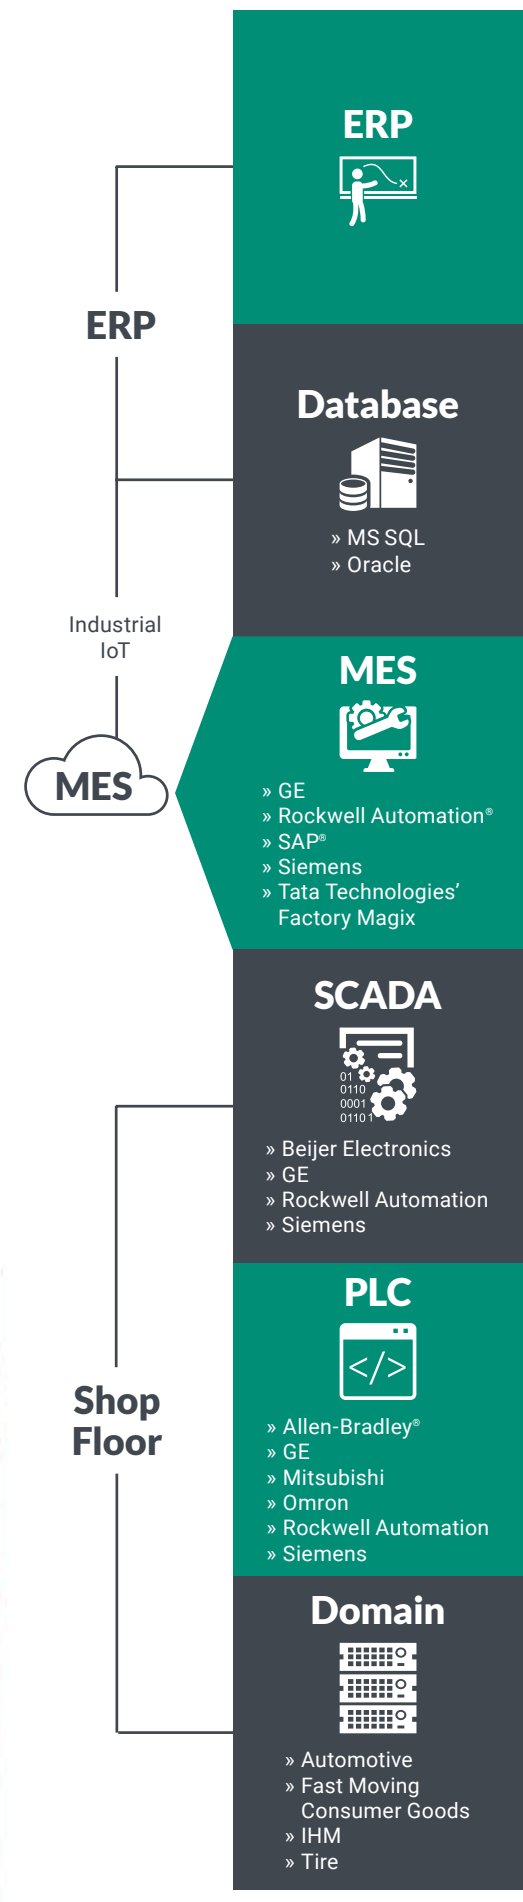 ERP
ERP
Database
» MS SQL
» Oracle
Industrial
IoT
MES
MES
» GE
» Rockwell Automation®
» SAP®
» Siemens
» Tata Technologies’
Factory Magix
SCADA
01
0110
0001
01101
» Beijer Electronics
» GE
» Rockwell Automation
» Siemens
Shop
Floor
PLC
</>
» Allen-Bradley®
» GE
» Mitsubishi
» Omron
» Rockwell Automation
» Siemens
Domain
» Automotive
» Fast Moving
Consumer Goods
» IHM
» Tire